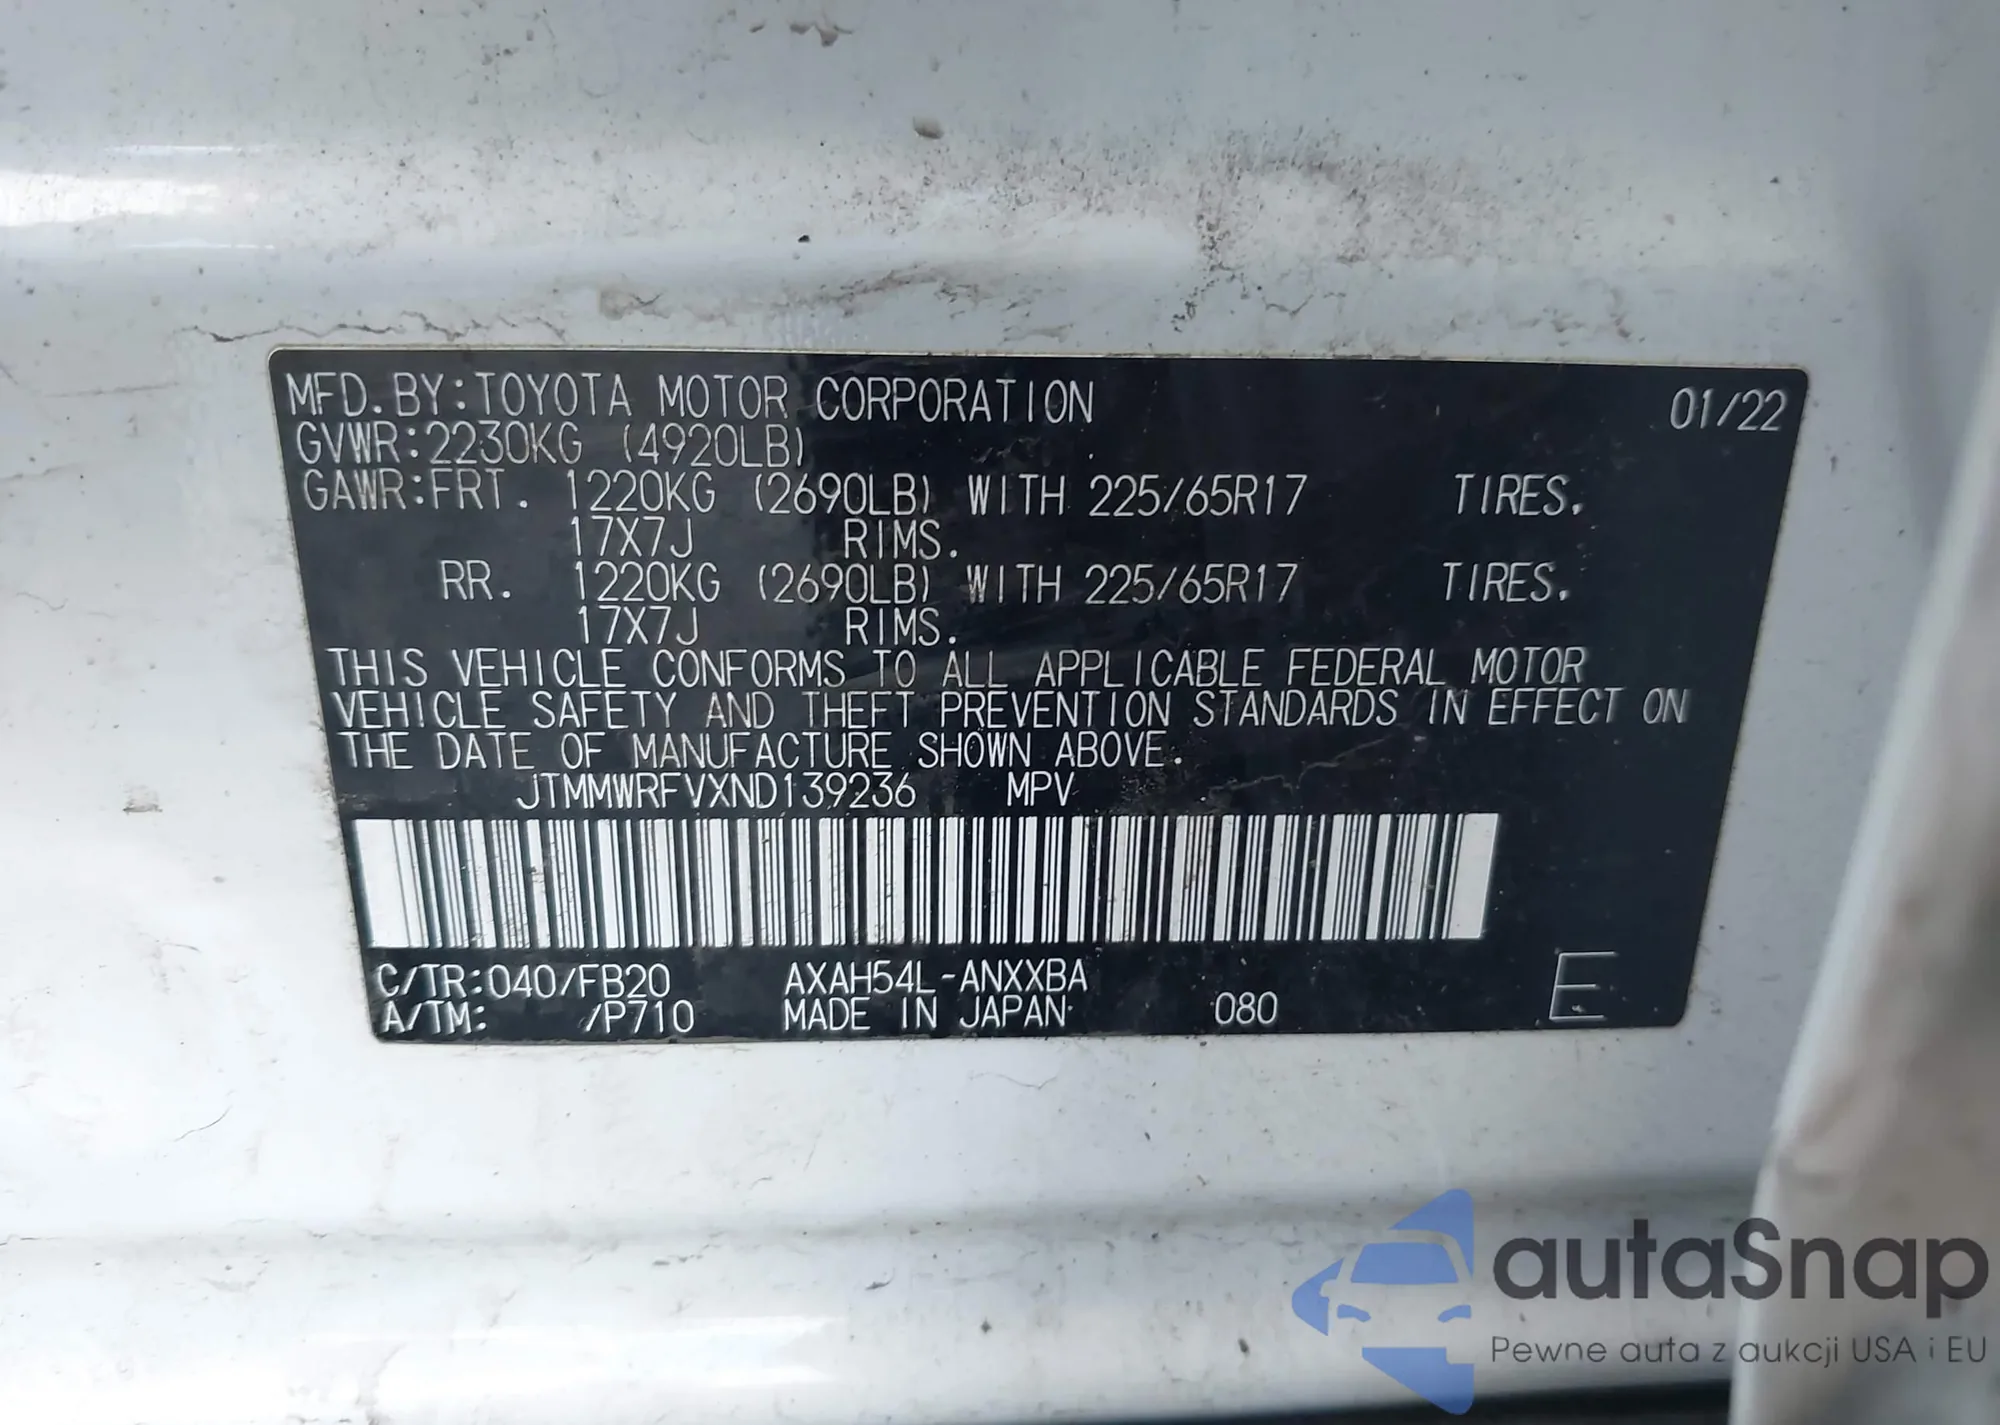 MFD. BY: TOYOTA MOTOR CORPORATION 01/22
GVWR: 2230KG (4920LB)
GAWR: FRT. 1220KG (2690LB) WITH 225/65R17 TIRES.
17X7J RIMS.
RR. 1220KG (2690LB) WITH 225/65R17 TIRES.
17X7J RIMS.
THIS VEHICLE CONFORMS TO ALL APPLICABLE FEDERAL MOTOR
VEHICLE SAFETY AND THEFT PREVENTION STANDARDS IN EFFECT ON
THE DATE OF MANUFACTURE SHOWN ABOVE.
JTMMWRFVXND139236 MPV
C/TR: 040/FB20 AXAH54L-ANXXBA
A/TM: /P710 MADE IN JAPAN 080 E
autaSnap
Pewne auta z aukcji USA i EU